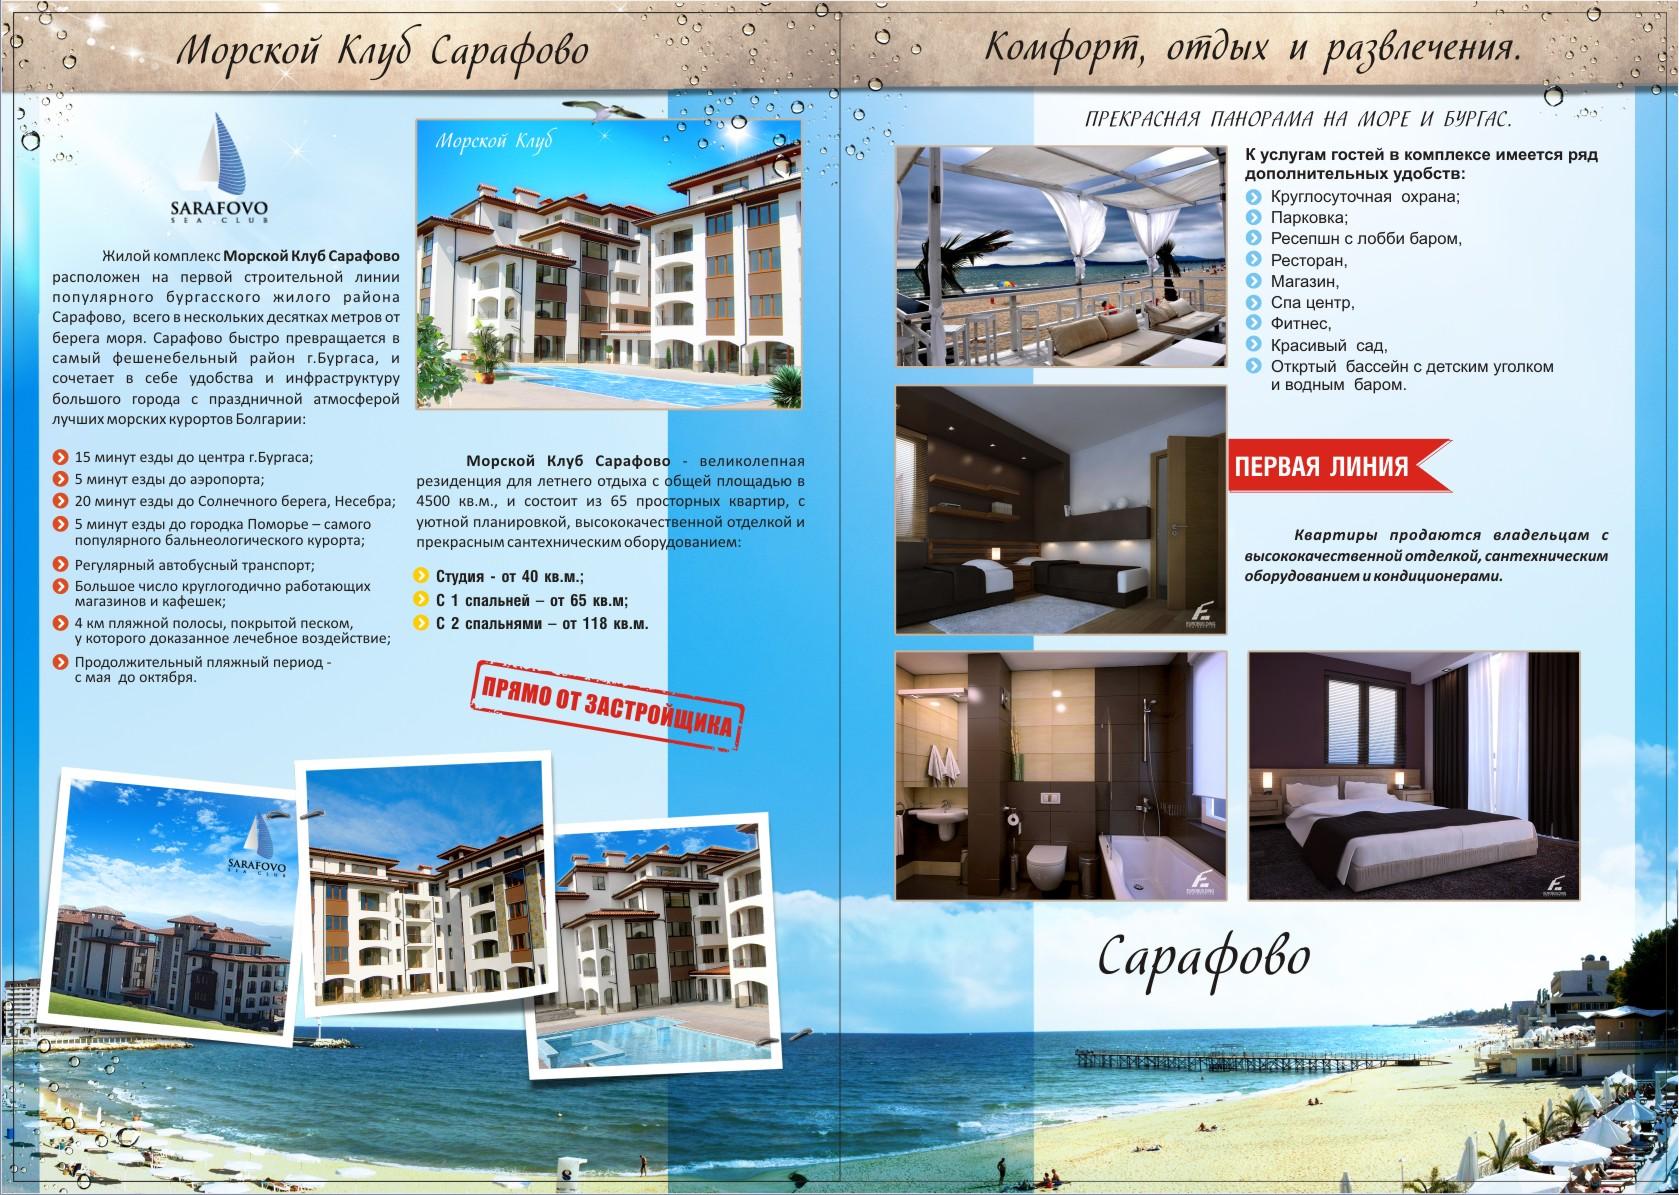 Морской Клуб Сарафово
SARAFOVO
SEA CLUB
Морской Клуб
Жилой комплекс Морской Клуб Сарафово
расположен на первой строительной линии
популярного бургасского жилого района
Сарафово, всего в нескольких десятках метров от
берега моря. Сарафово быстро превращается в
самый фешенебельный район г.Бургаса, и
сочетает в себе удобства и инфраструктуру
большого города с праздничной атмосферой
лучших морских курортов Болгарии:
15 минут езды до центра г.Бургаса;
5 минут езды до аэропорта;
20 минут езды до Солнечного берега, Несебра;
5 минут езды до городка Поморье – самого
популярного бальнеологического курорта;
Регулярный автобусный транспорт;
Большое число круглогодично работающих
магазинов и кафешек;
4 км пляжной полосы, покрытой песком,
у которого доказанное лечебное воздействие;
Продолжительный пляжный период -
с мая до октября.
Морской Клуб Сарафово - великолепная
резиденция для летнего отдыха с общей площадью в
4500 кв.м., и состоит из 65 просторных квартир, с
уютной планировкой, высококачественной отделкой и
прекрасным сантехническим оборудованием:
Студия - от 40 кв.м.;
С 1 спальней – от 65 кв.м;
С 2 спальнями – от 118 кв.м.
ПРЯМО ОТ ЗАСТРОЙЩИКА
SARAFOVO
SEA CLUB
Комфорт, отдых и развлечения.
ПРЕКРАСНАЯ ПАНОРАМА НА МОРЕ И БУРГАС.
К услугам гостей в комплексе имеется ряд
дополнительных удобств:
Круглосуточная охрана;
Парковка;
Ресепшн с лобби баром,
Ресторан,
Магазин,
Спа центр,
Фитнес,
Красивый сад,
Откртый бассейн с детским уголком
и водным баром.
ПЕРВАЯ ЛИНИЯ
Квартиры продаются владельцам с
высококачественной отделкой, сантехническим
оборудованием и кондиционерами.
Сарафово